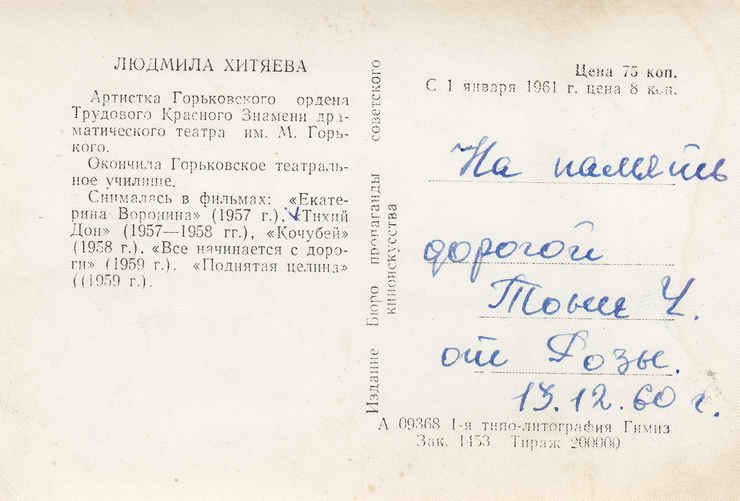 ЛЮДМИЛА ХИТЯЕВА
Артистка Горьковского ордена
Трудового Красного Знамени дра-
матического театра им. М. Горь-
кого.
Окончила Горьковское театраль-
ное училище.
Снималась в фильмах: «Екате-
рина Воронина» (1957 г.), «Тихий
Дон» (1957—1958 гг.), «Кочубей»
(1958 г.), «Все начинается с доро-
ги» (1959 г.). «Поднятая целина»
((1959 г.).
Издание Бюро пропаганды советского
киноискусства
Цена 75 коп.
С 1 января 1961 г. цена 8 коп.
На память
дорогой
Тоне Ч.
от Розы.
13.12.60 г.
А 09368 1-я типо-литография Гимиз
Зак. 1453 Тираж 200000